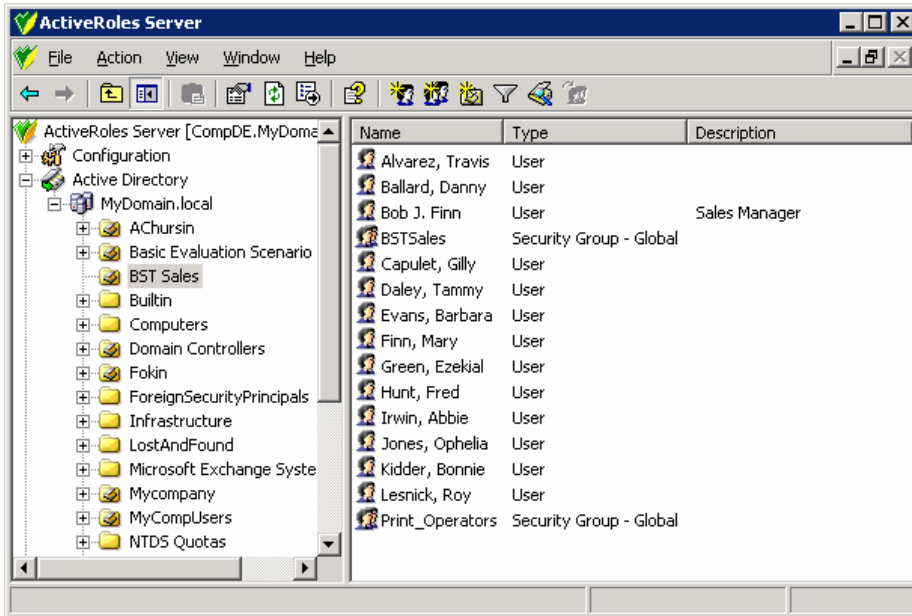 ActiveRoles Server
File Action View Window Help
ActiveRoles Server [CompDE.MyDoma
Configuration
Active Directory
MyDomain.local
AChursin
Basic Evaluation Scenario
BST Sales
Builtin
Computers
Domain Controllers
Fokin
ForeignSecurityPrincipals
Infrastructure
LostAndFound
Microsoft Exchange Syste
Mycompany
MyCompUsers
NTDS Quotas
Name Type Description
Alvarez, Travis User
Ballard, Danny User
Bob J. Finn User Sales Manager
BSTSales Security Group - Global
Capulet, Gilly User
Daley, Tammy User
Evans, Barbara User
Finn, Mary User
Green, Ezekial User
Hunt, Fred User
Irwin, Abbie User
Jones, Ophelia User
Kidder, Bonnie User
Lesnick, Roy User
Print_Operators Security Group - Global